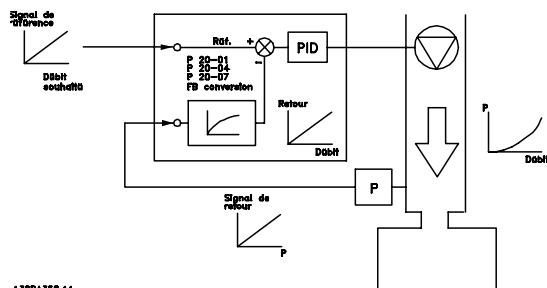 Signal de
référence
Débit
souhaité
Réf.
+
-
PID
P 20-01
P 20-04
P 20-07
FB conversion
Retour
Débit
P
Débit
P
Signal de
retour
P